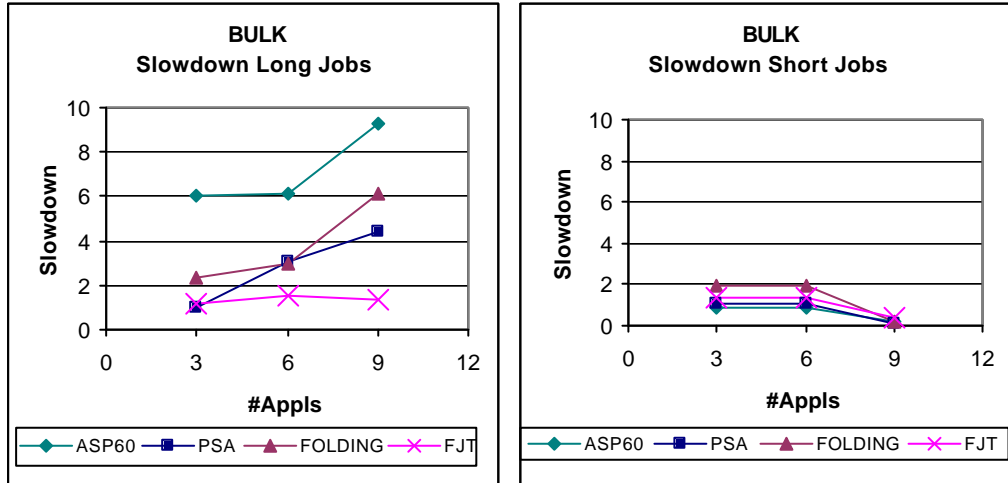 BULK
Slowdown Long Jobs
10
8
6
4
2
0
Slowdown
0 3 6 9 12
#Appls
ASP60 PSA FOLDING FJT
BULK
Slowdown Short Jobs
10
8
6
4
2
0
Slowdown
0 3 6 9 12
#Appls
ASP60 PSA FOLDING FJT